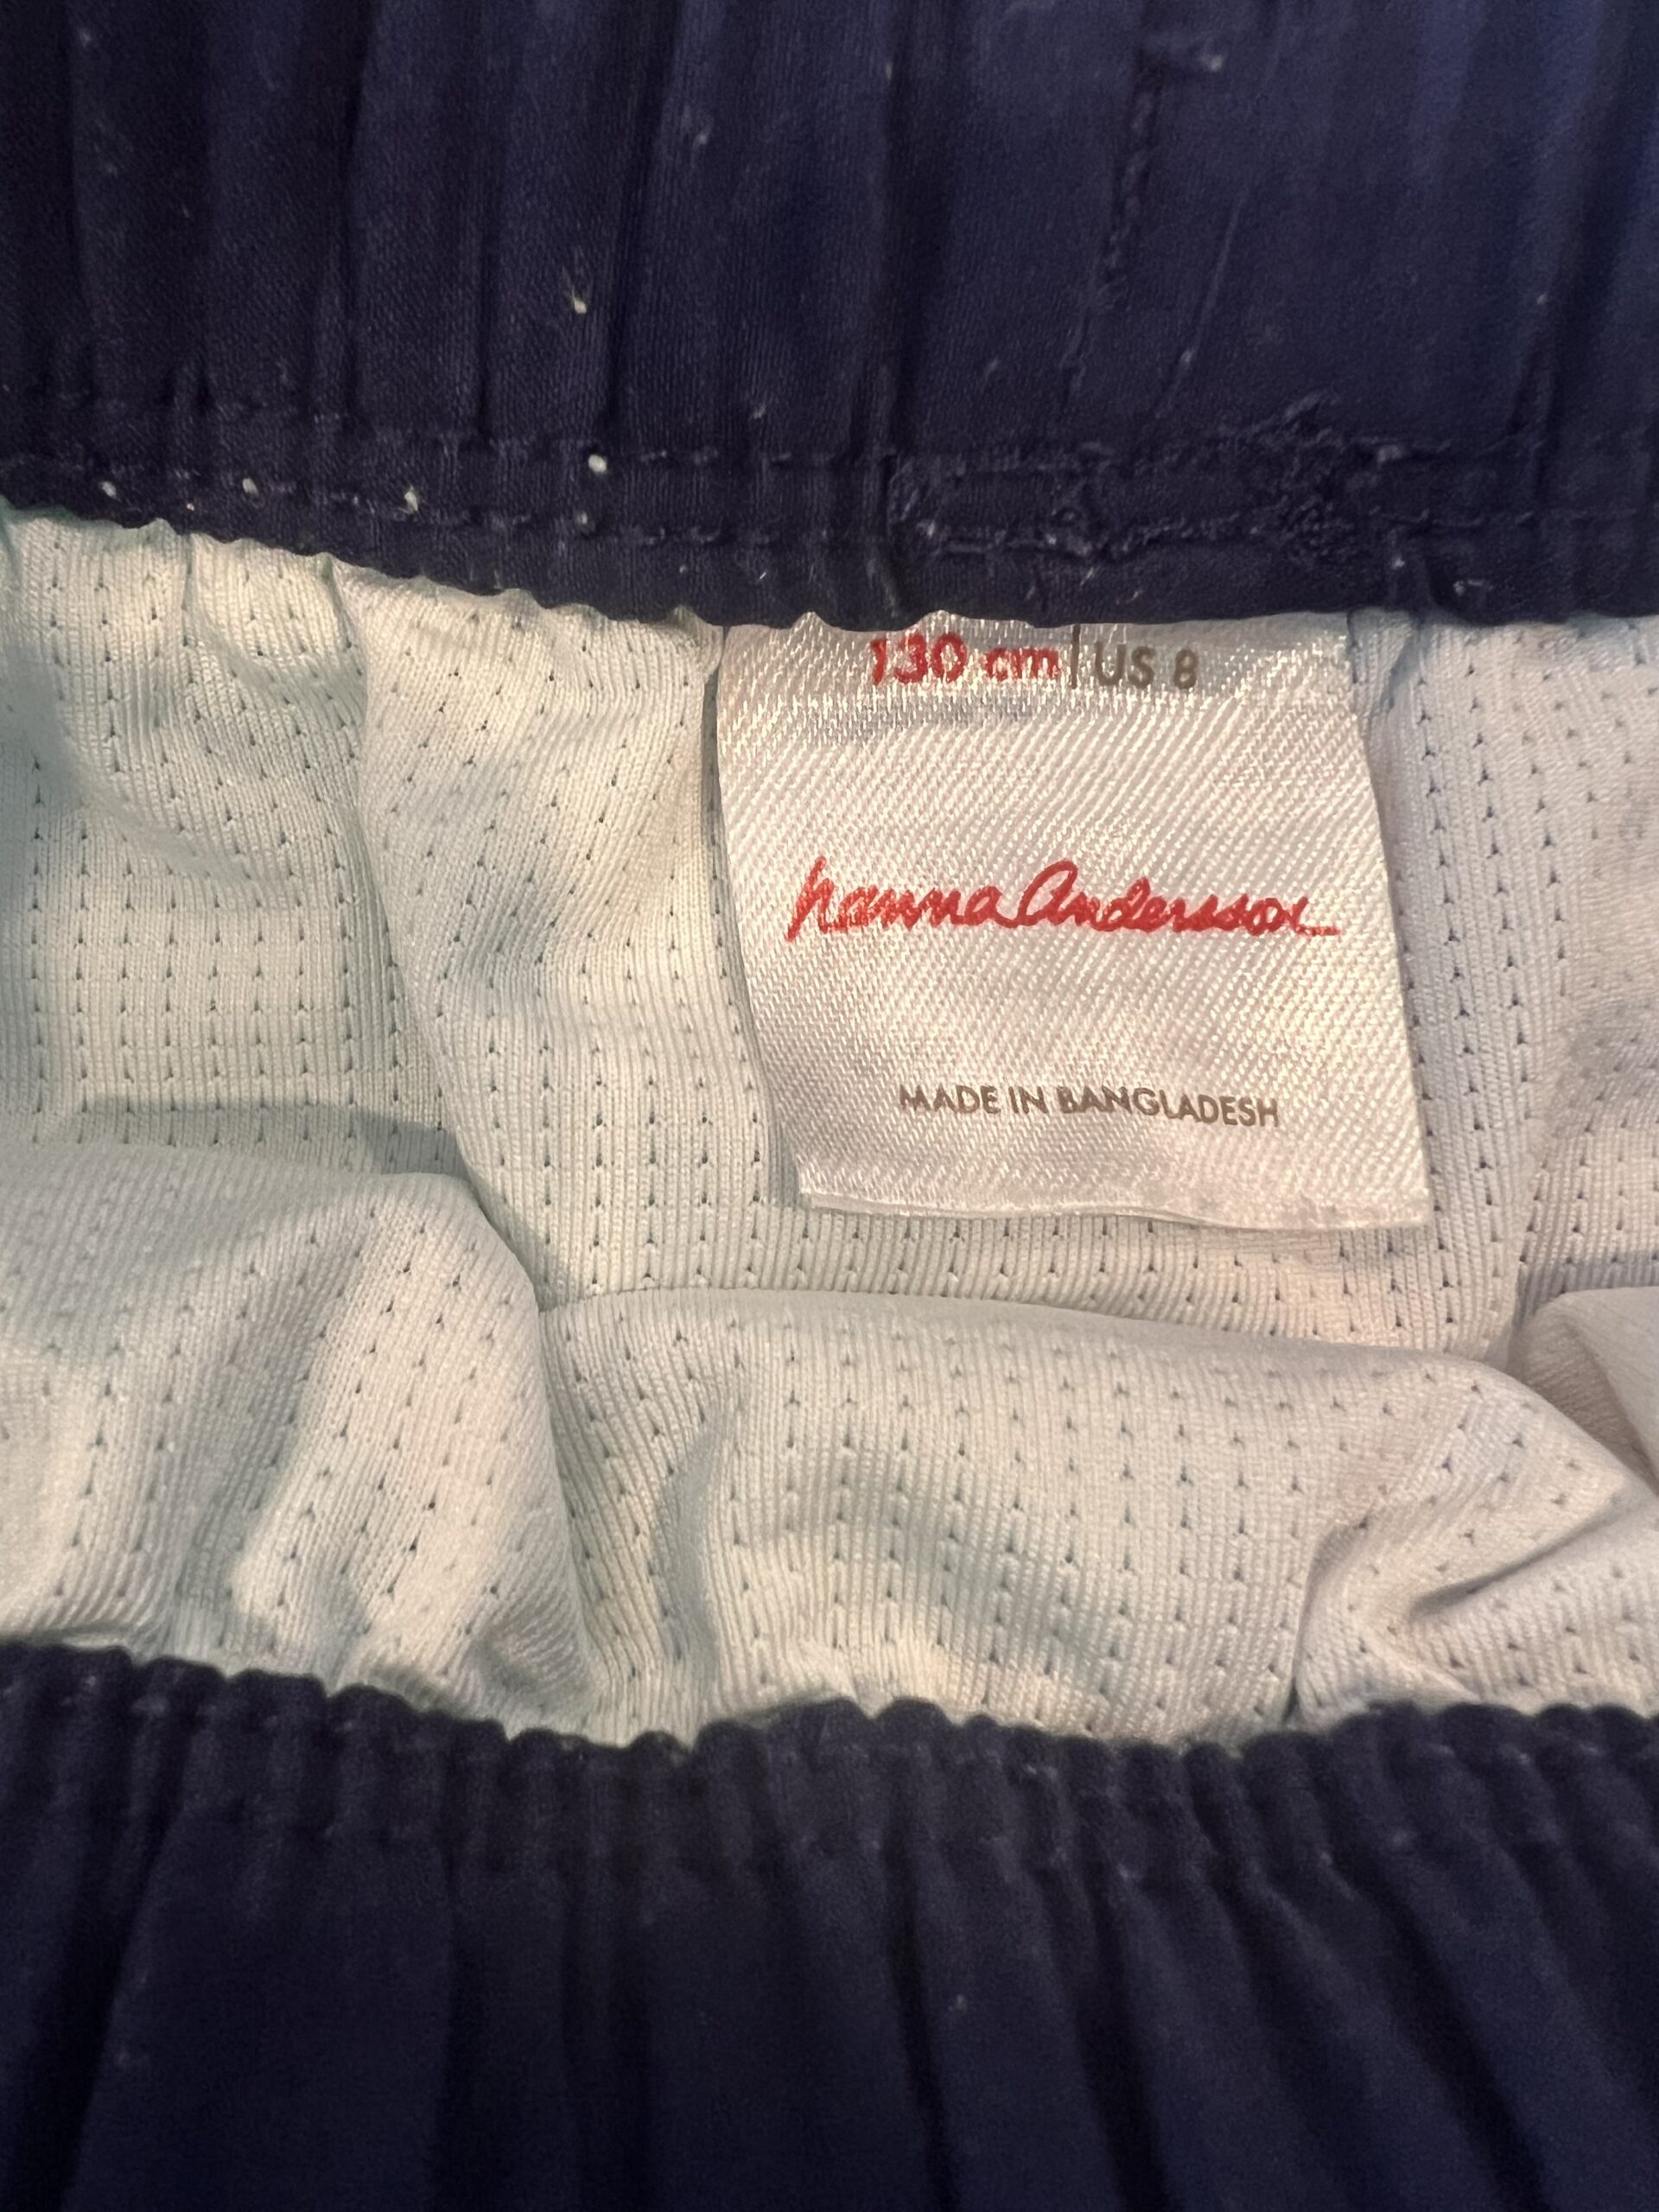 130 cm | US 8
hanna Andersson
MADE IN BANGLADESH